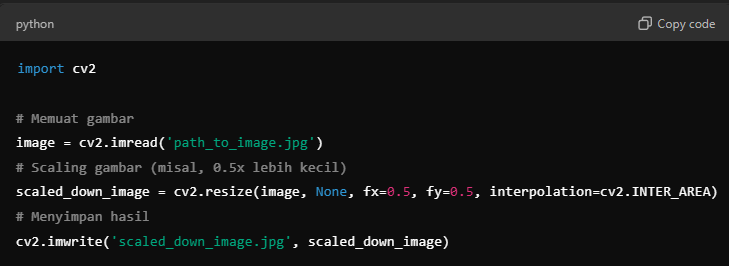 python Copy code
import cv2
# Memuat gambar
image = cv2.imread('path_to_image.jpg')
# Scaling gambar (misal, 0.5x lebih kecil)
scaled_down_image = cv2.resize(image, None, fx=0.5, fy=0.5, interpolation=cv2.INTER_AREA)
# Menyimpan hasil
cv2.imwrite('scaled_down_image.jpg', scaled_down_image)